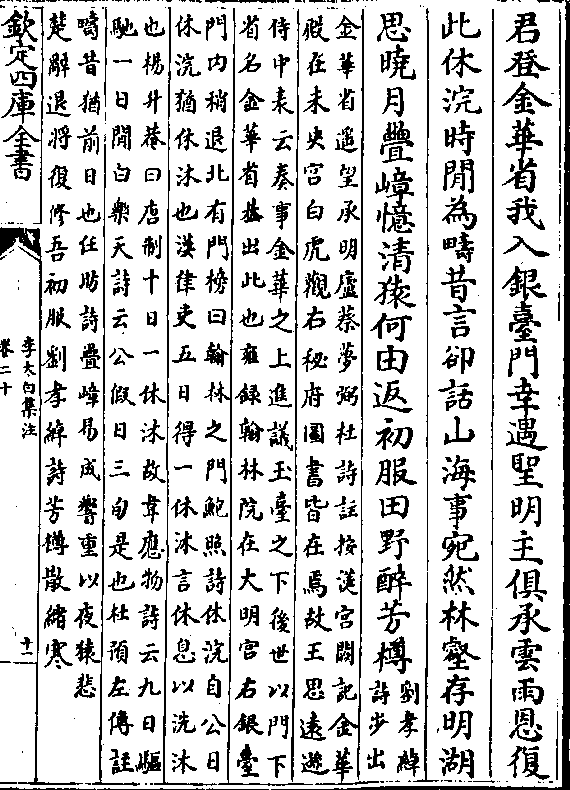 君登金華省我入銀臺門幸遇聖明主俱承雲雨恩復
此休浣時閒為疇昔言卻話山海事宛然林壑存明湖
思曉月疊嶂憶清猿何由返初服田野醉芳樽
劉孝綽
詩步出
金華省遥望承明廬蔡夢弼杜詩註按漢宮闕記金華
殿在未央宫白虎觀右秘府圖書皆在焉故王思遠遜
侍中表云奏事金華之上進議玉臺之下後世以門下
省名金華省葢出此也雍録翰林院在大明宫右銀臺
門内稍退北有門榜曰翰林之門鮑照詩休浣自公日
休浣猶休沐也漢律吏五日得一休沐言休息以洗沐
也楊升菴曰唐制十日一休沐故韋應物詩云九日驅
馳一日閒白樂天詩云公假日三旬是也杜預左傳註
疇昔猶前日也任昉詩疊嶂易成響重以夜猿悲
楚辭退將復修吾初服劉孝綽詩芳樽散緒寒
欽定四庫全書
李太白集注
卷二十
十一